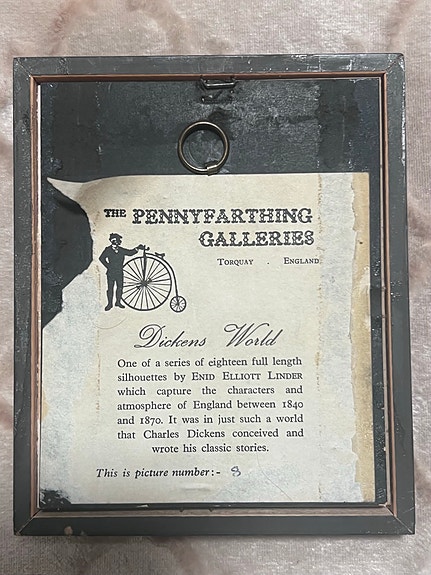 THE PENNYFARTHING
GALLERIES
TORQUAY . ENGLAND
Dickens World
One of a series of eighteen full length
silhouettes by ENID ELLIOTT LINDER
which capture the characters and
atmosphere of England between 1840
and 1870. It was in just such a world
that Charles Dickens conceived and
wrote his classic stories.
This is picture number:- 8